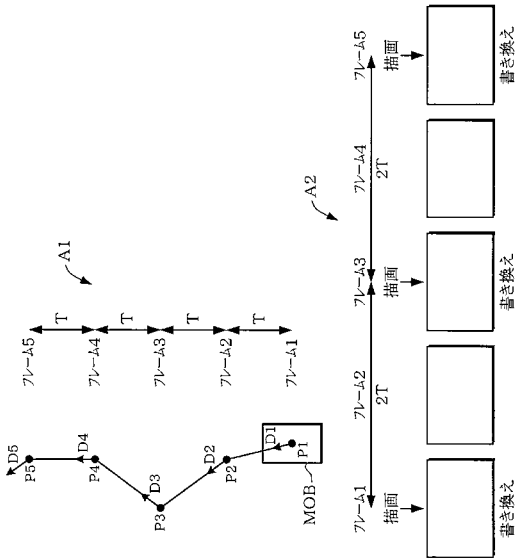 A1
フレーム5
T
フレーム4
T
フレーム3
T
フレーム2
T
フレーム1
D5
P5
D4
P4
D3
P3
D2
P2
D1
P1
MOB
A2
フレーム1
フレーム2
フレーム3
フレーム4
フレーム5
2T
2T
描画
描画
描画
書き換え
書き換え
書き換え